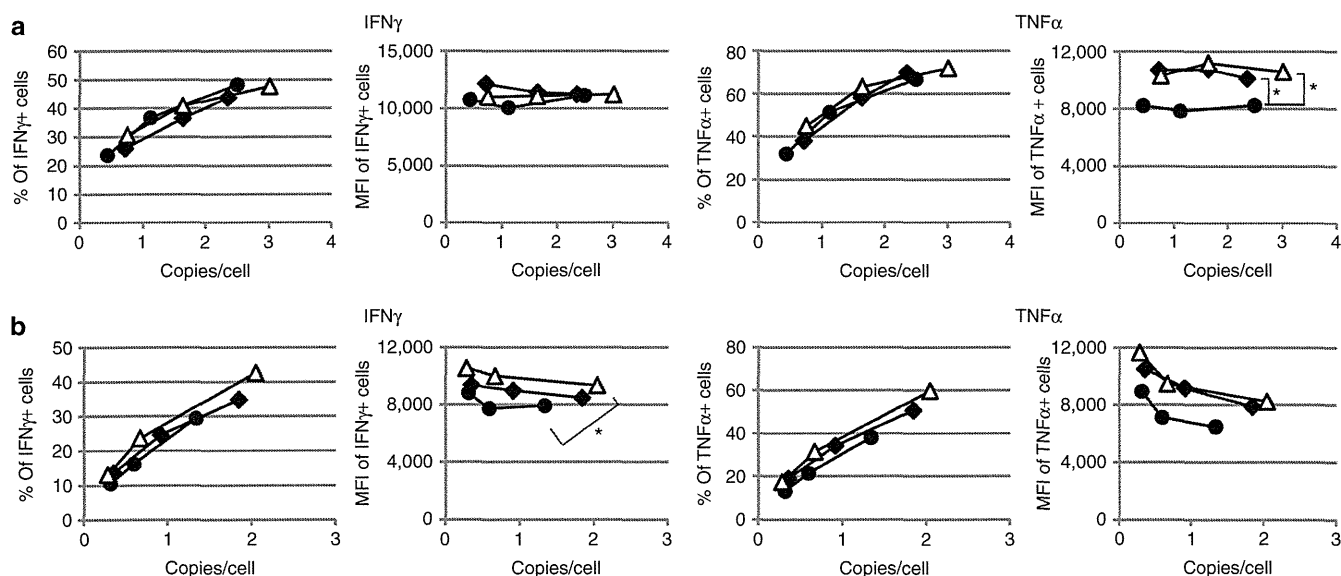 a
IFNγ
TNFα
% Of IFNγ+ cells
60
50
40
30
20
10
0
0 1 2 3 4
Copies/cell
MFI of IFNγ+ cells
15,000
10,000
5,000
0
0 1 2 3 4
Copies/cell
% Of TNFα+ cells
80
60
40
20
0
0 1 2 3 4
Copies/cell
MFI of TNFα + cells
12,000
8,000
4,000
0
* *
0 1 2 3 4
Copies/cell
b
IFNγ
TNFα
% Of IFNγ+ cells
50
40
30
20
10
0
0 1 2 3
Copies/cell
MFI of IFNγ+ cells
12,000
8,000
4,000
0
*
0 1 2 3
Copies/cell
% Of TNFα+ cells
80
60
40
20
0
0 1 2 3
Copies/cell
MFI of TNFα+ cells
12,000
8,000
4,000
0
0 1 2 3
Copies/cell